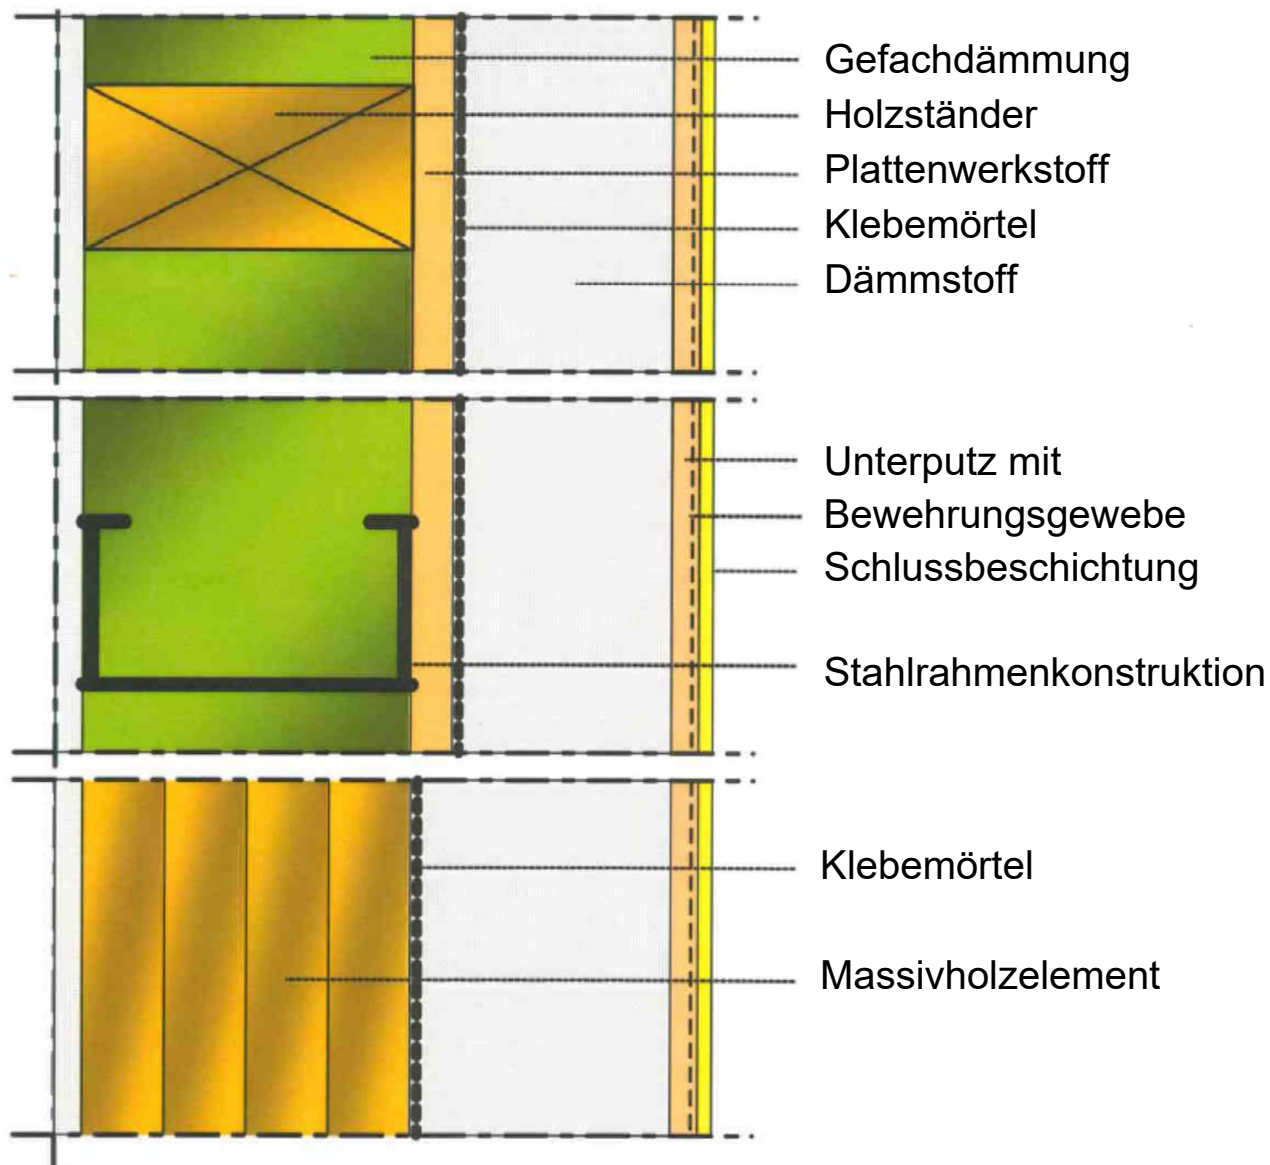 Gefachdämmung
Holzständer
Plattenwerkstoff
Klebemörtel
Dämmstoff
Unterputz mit
Bewehrungsgewebe
Schlussbeschichtung
Stahlrahmenkonstruktion
Klebemörtel
Massivholzelement